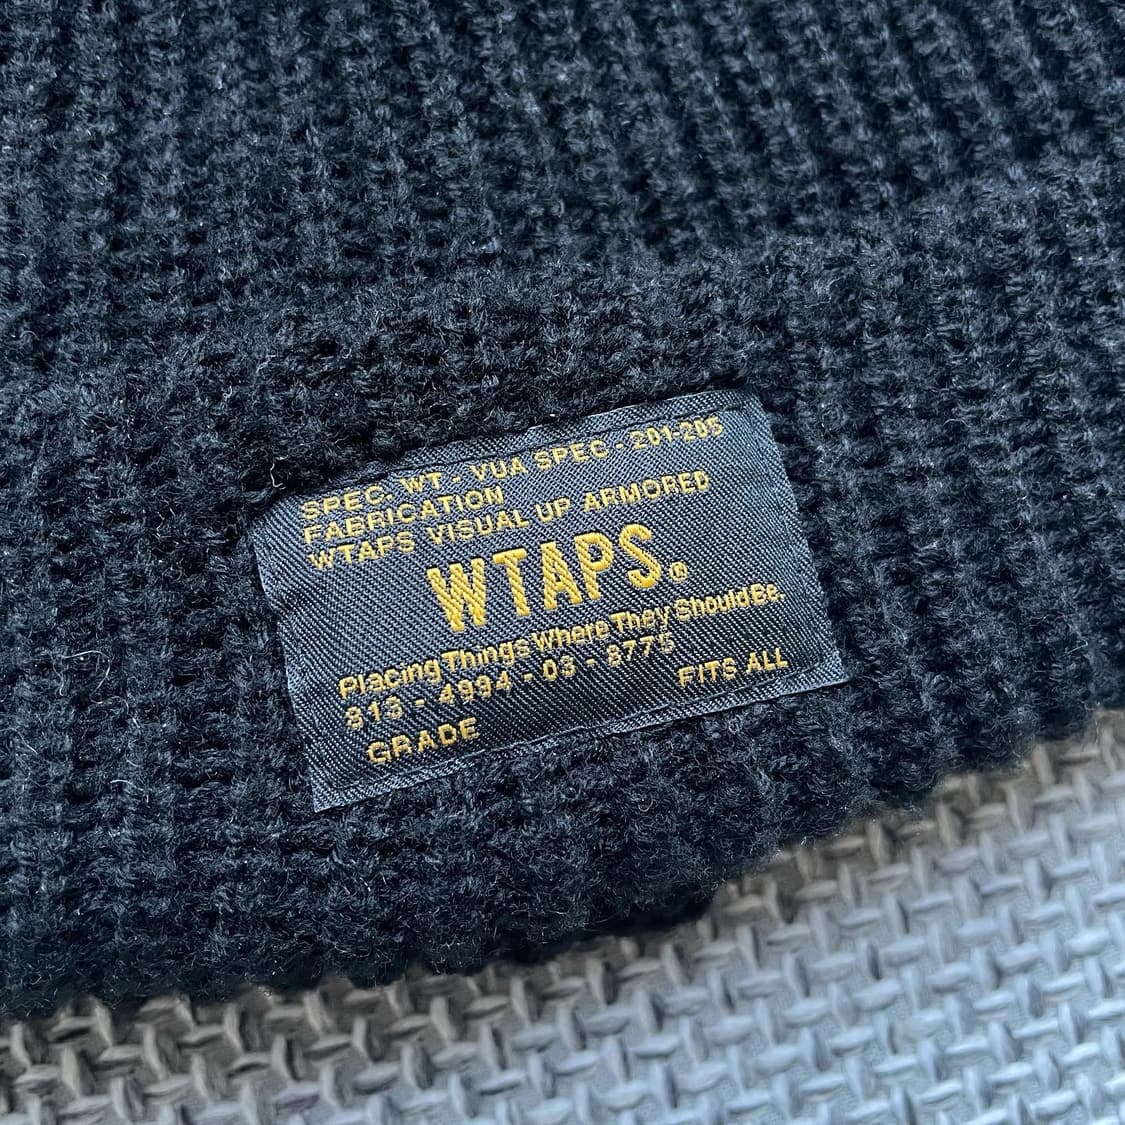 SPEC. WT - VUA SPEC - 201-205
FABRICATION
WTAPS VISUAL UP ARMORED
WTAPS.®
Placing Things Where They Should Be.
813 - 4994 - 03 - 8775
FITS ALL
GRADE